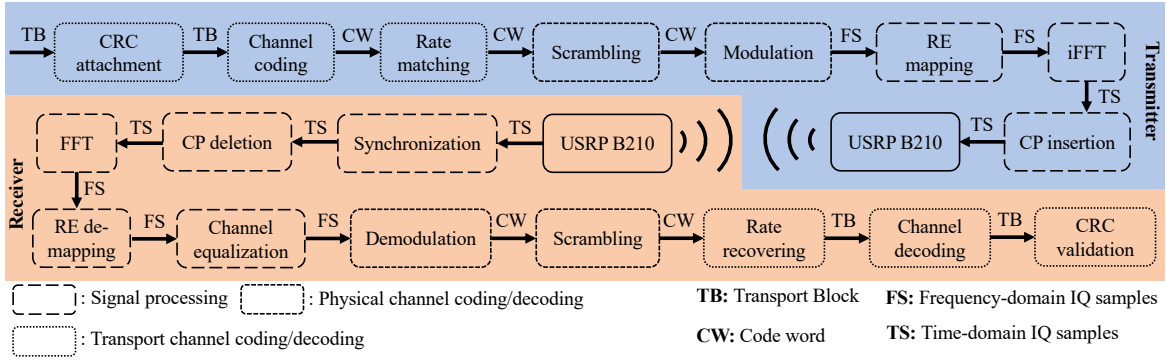 TB
CRC
attachment
TB
Channel
coding
CW
Rate
matching
CW
Scrambling
CW
Modulation
FS
RE
mapping
FS
iFFT
Transmitter
TS
CP insertion
TS
USRP B210
USRP B210
TS
Synchronization
TS
CP deletion
TS
FFT
Receiver
FS
RE de-
mapping
FS
Channel
equalization
FS
Demodulation
CW
Scrambling
CW
Rate
recovering
TB
Channel
decoding
TB
CRC
validation
: Signal processing
: Physical channel coding/decoding
: Transport channel coding/decoding
TB: Transport Block
FS: Frequency-domain IQ samples
CW: Code word
TS: Time-domain IQ samples